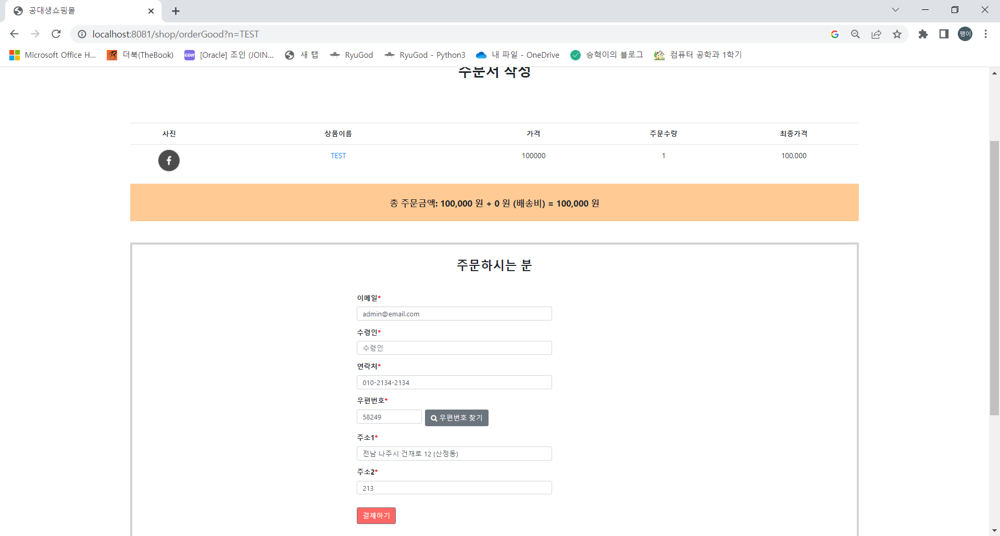 공대생쇼핑몰
localhost:8081/shop/orderGood?n=TEST
팽이
Microsoft Office H... 더북(TheBook) GDH [Oracle] 조인 (JOIN... 새 탭 RyuGod RyuGod - Python3 내 파일 - OneDrive 승혁이의 블로그 컴퓨터 공학과 1학기
주문서 작성
사진 상품이름 가격 주문수량 최종가격
TEST 100000 1 100,000
총 주문금액: 100,000 원 + 0 원 (배송비) = 100,000 원
주문하시는 분
이메일*
admin@email.com
수령인*
수령인
연락처*
010-2134-2134
우편번호*
58249 우편번호 찾기
주소1*
전남 나주시 건재로 12 (산정동)
주소2*
213
결제하기